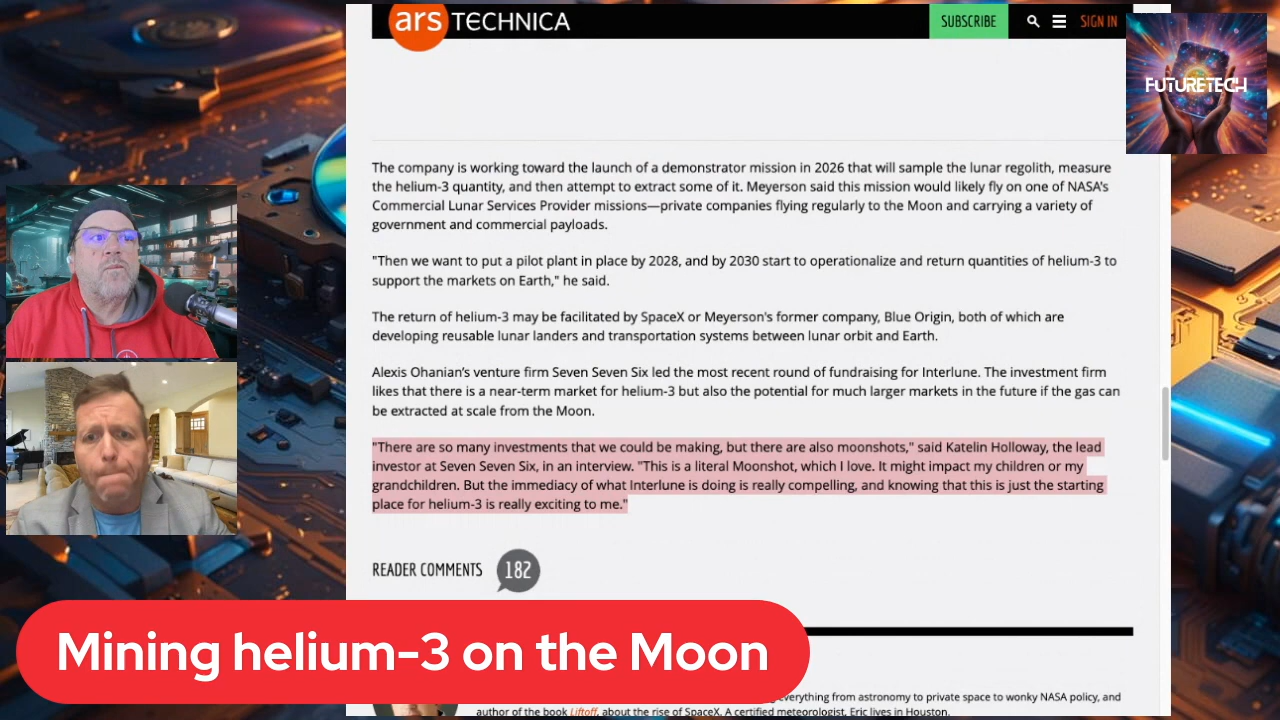 ars TECHNICA
SUBSCRIBE
SIGN IN
FUTURETECH
The company is working toward the launch of a demonstrator mission in 2026 that will sample the lunar regolith, measure
the helium-3 quantity, and then attempt to extract some of it. Meyerson said this mission would likely fly on one of NASA's
Commercial Lunar Services Provider missions—private companies flying regularly to the Moon and carrying a variety of
government and commercial payloads.
"Then we want to put a pilot plant in place by 2028, and by 2030 start to operationalize and return quantities of helium-3 to
support the markets on Earth," he said.
The return of helium-3 may be facilitated by SpaceX or Meyerson's former company, Blue Origin, both of which are
developing reusable lunar landers and transportation systems between lunar orbit and Earth.
Alexis Ohanian’s venture firm Seven Seven Six led the most recent round of fundraising for Interlune. The investment firm
likes that there is a near-term market for helium-3 but also the potential for much larger markets in the future if the gas can
be extracted at scale from the Moon.
"There are so many investments that we could be making, but there are also moonshots," said Katelin Holloway, the lead
investor at Seven Seven Six, in an interview. "This is a literal Moonshot, which I love. It might impact my children or my
grandchildren. But the immediacy of what Interlune is doing is really compelling, and knowing that this is just the starting
place for helium-3 is really exciting to me."
READER COMMENTS 182
Mining helium-3 on the Moon
everything from astronomy to private space to wonky NASA policy, and
author of the book Liftoff, about the rise of SpaceX. A certified meteorologist, Eric lives in Houston.